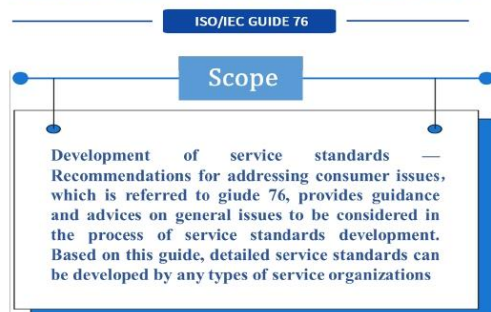 ISO/IEC GUIDE 76
Scope
Development of service standards —
Recommendations for addressing consumer issues,
which is referred to giude 76, provides guidance
and advices on general issues to be considered in
the process of service standards development.
Based on this guide, detailed service standards can
be developed by any types of service organizations